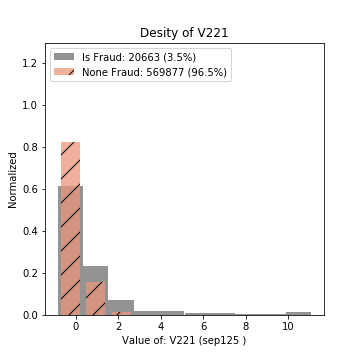 Desity of V221
Is Fraud: 20663 (3.5%)
None Fraud: 569877 (96.5%)
Normalized
1.2
1.0
0.8
0.6
0.4
0.2
0.0
0
2
4
6
8
10
Value of: V221 (sep125 )